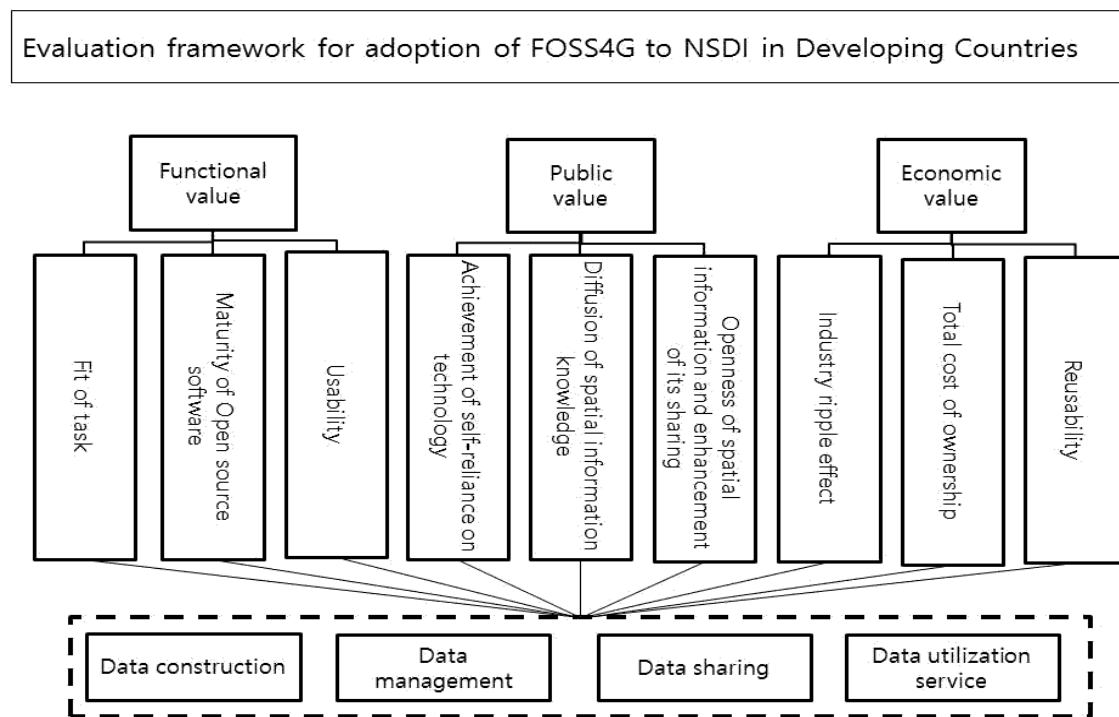 Evaluation framework for adoption of FOSS4G to NSDI in Developing Countries
Functional
value
Public
value
Economic
value
Fit of task
Maturity of Open source
software
Usability
Achievement of self-reliance on
technology
Diffusion of spatial information
knowledge
Openness of spatial
information and enhancement
of its sharing
Industry ripple effect
Total cost of ownership
Reusability
Data construction
Data
management
Data sharing
Data utilization
service